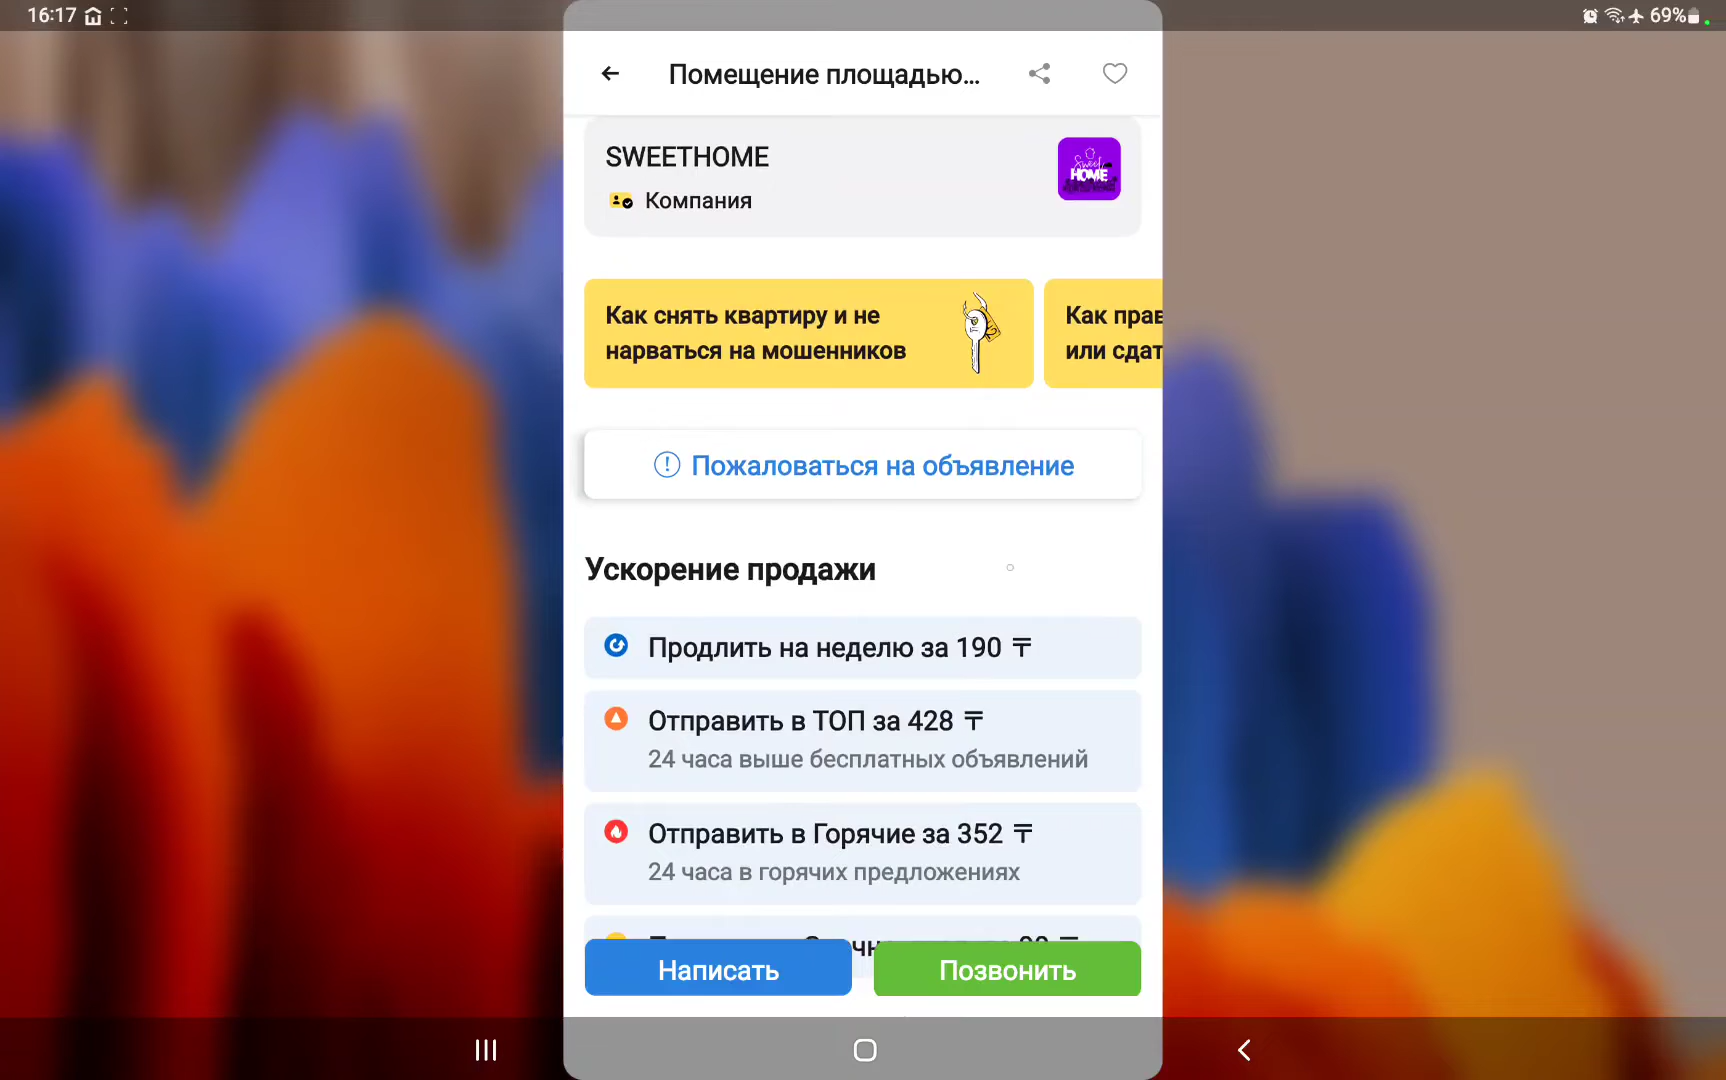 16:17
69%
Помещение площадью...
SWEETHOME
Sweet
HOME
Компания
Как снять квартиру и не
нарваться на мошенников
Как прав
или сдат
Пожаловаться на объявление
Ускорение продажи
Продлить на неделю за 190 ₸
Отправить в ТОП за 428 ₸
24 часа выше бесплатных объявлений
Отправить в Горячие за 352 ₸
24 часа в горячих предложениях
Написать
Позвонить